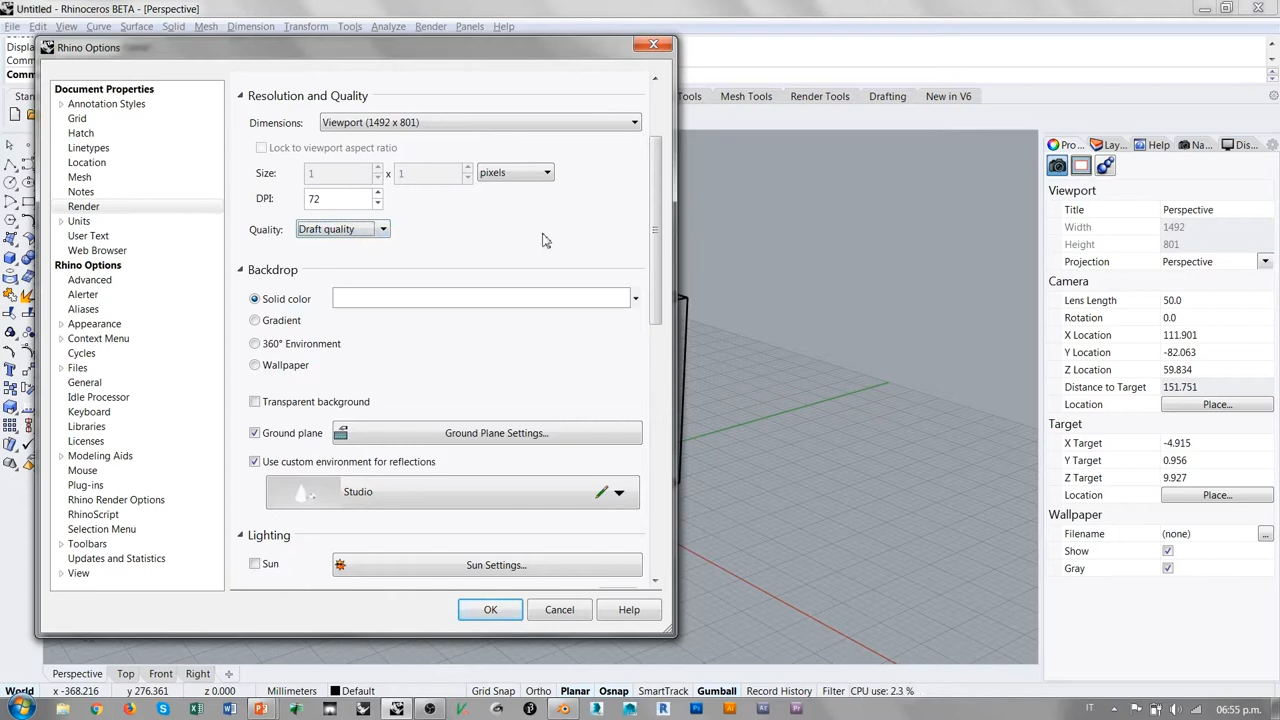 Untitled - Rhinoceros BETA - [Perspective]
File Edit View Curve Surface Solid Mesh Dimension Transform Tools Analyze Render Panels Help
Displ
Comm
Comm
Rhino Options
Stan
Tools Mesh Tools Render Tools Drafting New in V6
Document Properties
Annotation Styles
Grid
Hatch
Linetypes
Location
Mesh
Notes
Render
Units
User Text
Web Browser
Rhino Options
Advanced
Alerter
Aliases
Appearance
Context Menu
Cycles
Files
General
Idle Processor
Keyboard
Libraries
Licenses
Modeling Aids
Mouse
Plug-ins
Rhino Render Options
RhinoScript
Selection Menu
Toolbars
Updates and Statistics
View
Resolution and Quality
Dimensions: Viewport (1492 x 801)
Lock to viewport aspect ratio
Size: 1 x 1 pixels
DPI: 72
Quality: Draft quality
Backdrop
Solid color
Gradient
360° Environment
Wallpaper
Transparent background
Ground plane Ground Plane Settings...
Use custom environment for reflections
Studio
Lighting
Sun Sun Settings...
OK Cancel Help
Pro... Lay... Help Na... Dis...
Viewport
Title Perspective
Width 1492
Height 801
Projection Perspective
Camera
Lens Length 50.0
Rotation 0.0
X Location 111.901
Y Location -82.063
Z Location 59.834
Distance to Target 151.751
Location Place...
Target
X Target -4.915
Y Target 0.956
Z Target 9.927
Location Place...
Wallpaper
Filename (none) ...
Show
Gray
Perspective Top Front Right
World x -368.216 y 276.361 z 0.000 Millimeters Default Grid Snap Ortho Planar Osnap SmartTrack Gumball Record History Filter CPU use: 2.3 %
IT 06:55 p.m.